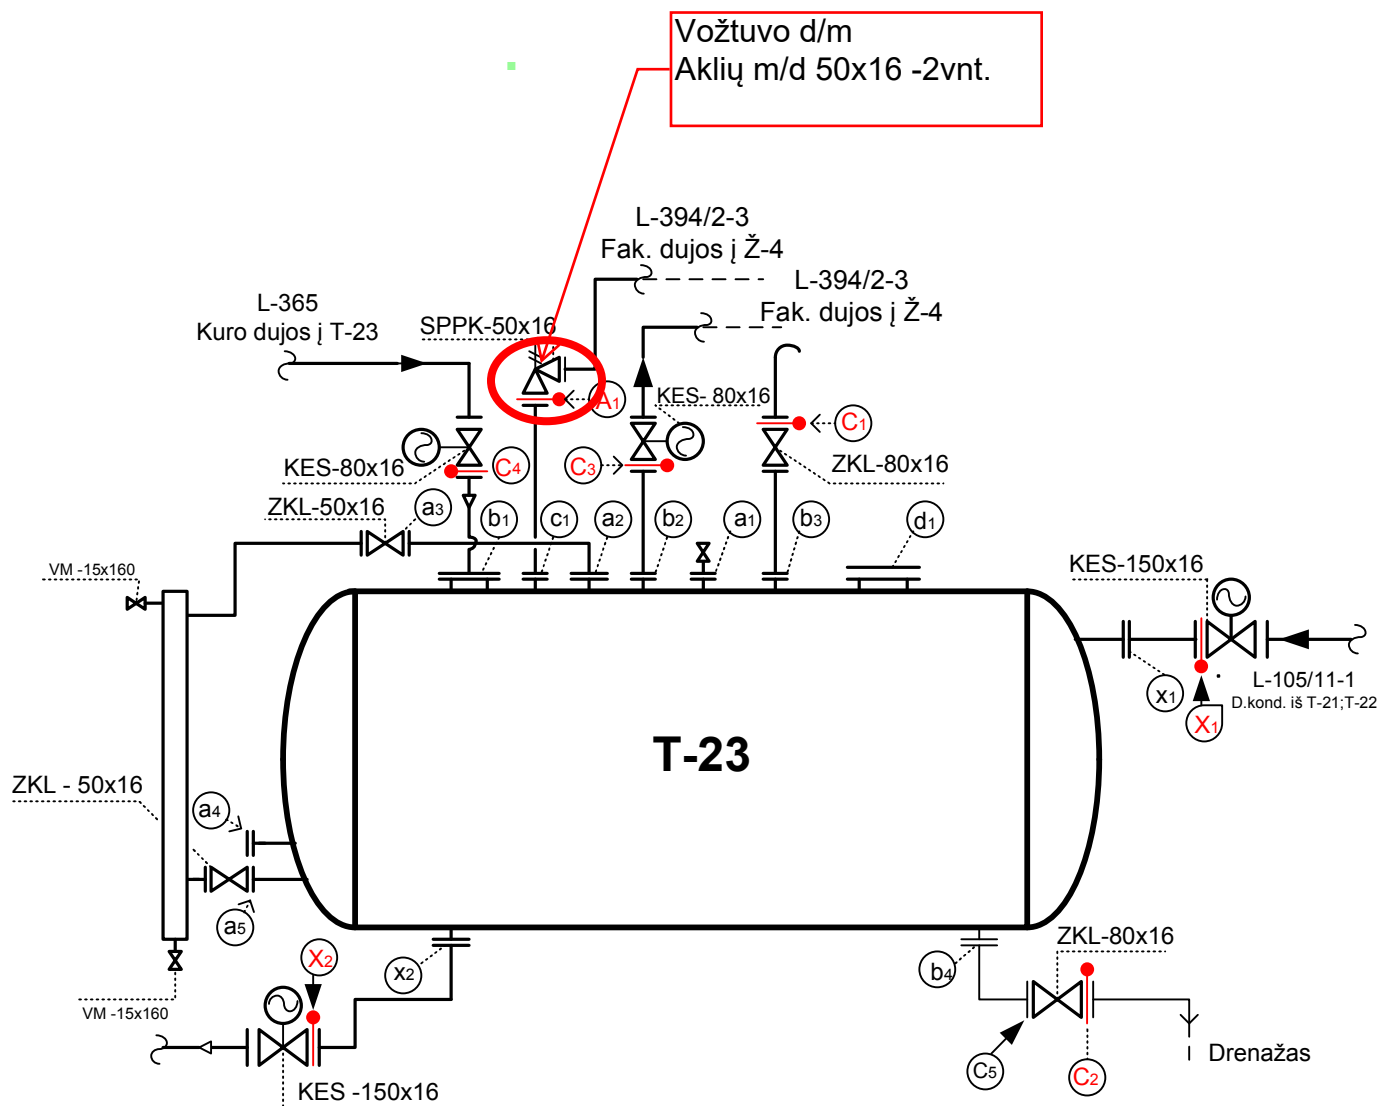 Vožtuvo d/m
Aklių m/d 50x16 -2vnt.
L-394/2-3
Fak. dujos į Ž-4
L-394/2-3
Fak. dujos į Ž-4
L-365
Kuro dujos į T-23
SPPK-50x16
A1
KES- 80x16
C1
KES-80x16
C4
C3
ZKL-80x16
ZKL-50x16
a3
b1
c1
a2
b2
a1
b3
d1
VM -15x160
KES-150x16
x1
L-105/11-1
D.kond. iš T-21;T-22
X1
T-23
ZKL - 50x16
a4
a5
X2
x2
b4
ZKL-80x16
VM -15x160
C5
C2
Drenažas
KES -150x16